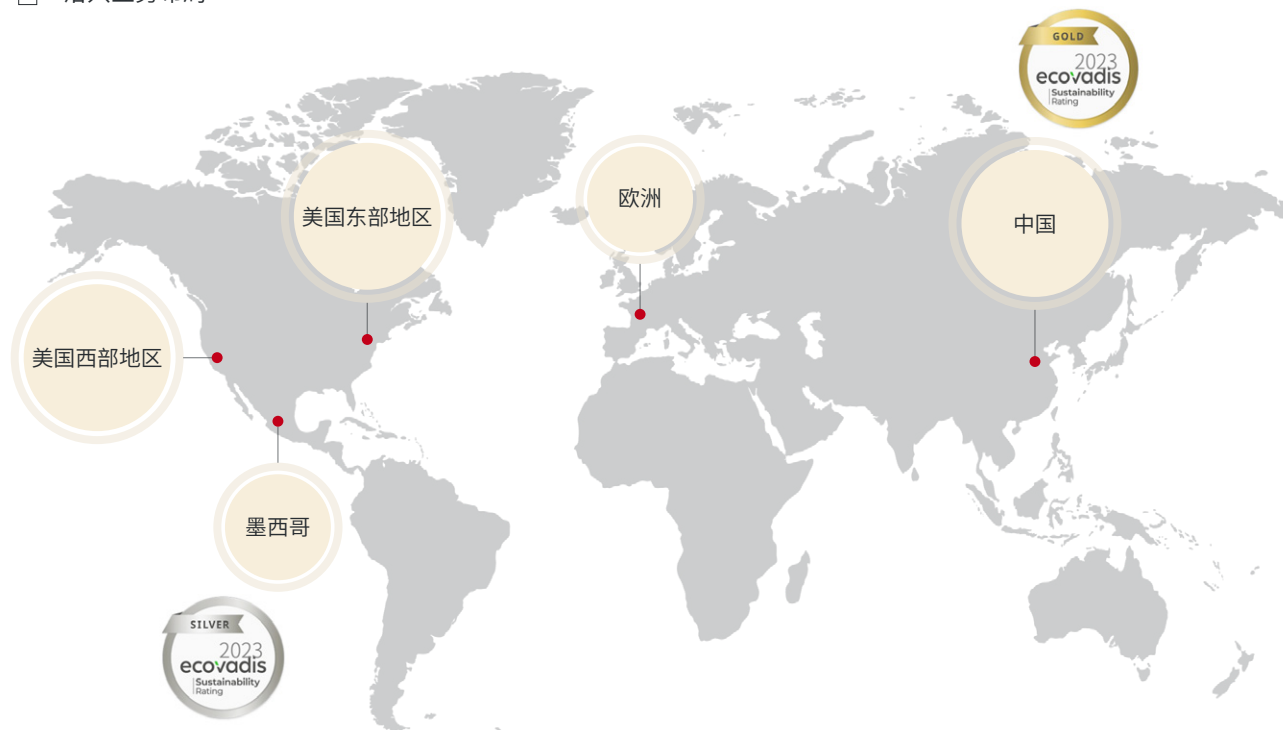 GOLD
2023
ecovadis
Sustainability
Rating
美国东部地区
欧洲
中国
美国西部地区
墨西哥
SILVER
2023
ecovadis
Sustainability
Rating